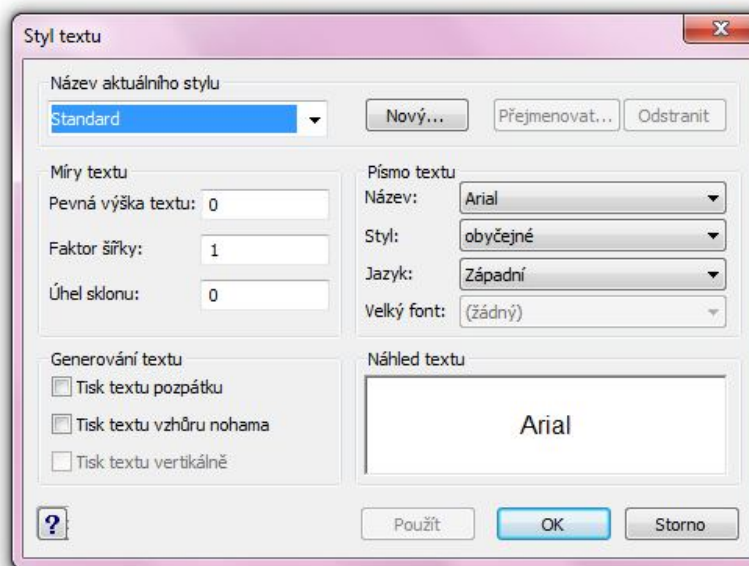 Styl textu
Název aktuálního stylu
Standard
Nový...
Přejmenovat...
Odstranit
Míry textu
Pevná výška textu: 0
Faktor šířky: 1
Úhel sklonu: 0
Písmo textu
Název: Arial
Styl: obyčejné
Jazyk: Západní
Velký font: (žádný)
Generování textu
Tisk textu pozpátku
Tisk textu vzhůru nohama
Tisk textu vertikálně
Náhled textu
Arial
?
Použít
OK
Storno